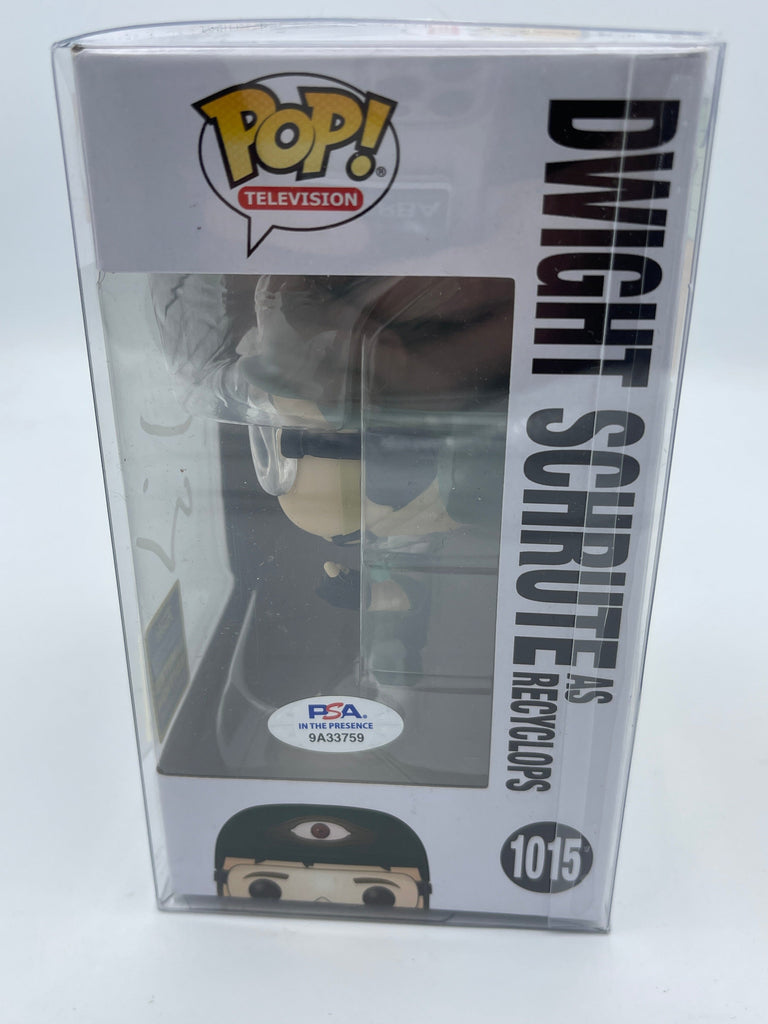 POP!®
TELEVISION
DWIGHT SCHRUTE AS
RECYCLOPS
PSA®
IN THE PRESENCE
9A33759
1015